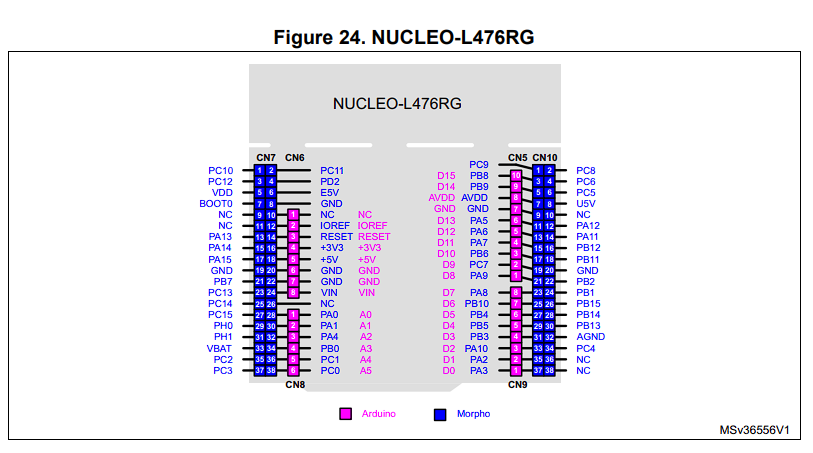 Figure 24. NUCLEO-L476RG
NUCLEO-L476RG
CN7 CN6 CN5 CN10
PC9
PC10 1 2 PC11 D15 PB8 10 1 2 PC8
PC12 3 4 PD2 D14 PB9 9 3 4 PC6
VDD 5 6 E5V AVDD AVDD 8 5 6 PC5
BOOT0 7 8 GND GND GND 7 7 8 U5V
NC 9 10 1 NC NC D13 PA5 6 9 10 NC
NC 11 12 2 IOREF IOREF D12 PA6 5 11 12 PA12
PA13 13 14 3 RESET RESET D11 PA7 4 13 14 PA11
PA14 15 16 4 +3V3 +3V3 D10 PB6 3 15 16 PB12
PA15 17 18 5 +5V +5V D9 PC7 2 17 18 PB11
GND 19 20 6 GND GND D8 PA9 1 19 20 GND
PB7 21 22 7 GND GND 21 22 PB2
PC13 23 24 8 VIN VIN D7 PA8 8 23 24 PB1
PC14 25 26 NC D6 PB10 7 25 26 PB15
PC15 27 28 1 PA0 A0 D5 PB4 6 27 28 PB14
PH0 29 30 2 PA1 A1 D4 PB5 5 29 30 PB13
PH1 31 32 3 PA4 A2 D3 PB3 4 31 32 AGND
VBAT 33 34 4 PB0 A3 D2 PA10 3 33 34 PC4
PC2 35 36 5 PC1 A4 D1 PA2 2 35 36 NC
PC3 37 38 6 PC0 A5 D0 PA3 1 37 38 NC
CN8 CN9
Arduino Morpho
MSv36556V1